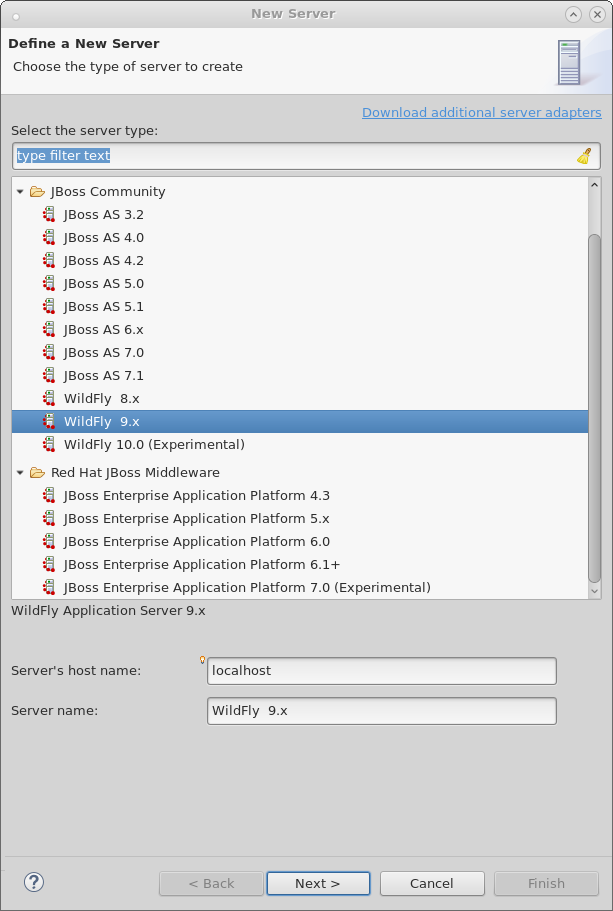 New Server
Define a New Server
Choose the type of server to create
Download additional server adapters
Select the server type:
type filter text
JBoss Community
JBoss AS 3.2
JBoss AS 4.0
JBoss AS 4.2
JBoss AS 5.0
JBoss AS 5.1
JBoss AS 6.x
JBoss AS 7.0
JBoss AS 7.1
WildFly  8.x
WildFly  9.x
WildFly 10.0 (Experimental)
Red Hat JBoss Middleware
JBoss Enterprise Application Platform 4.3
JBoss Enterprise Application Platform 5.x
JBoss Enterprise Application Platform 6.0
JBoss Enterprise Application Platform 6.1+
JBoss Enterprise Application Platform 7.0 (Experimental)
WildFly Application Server 9.x
Server's host name: localhost
Server name: WildFly  9.x
? < Back Next > Cancel Finish